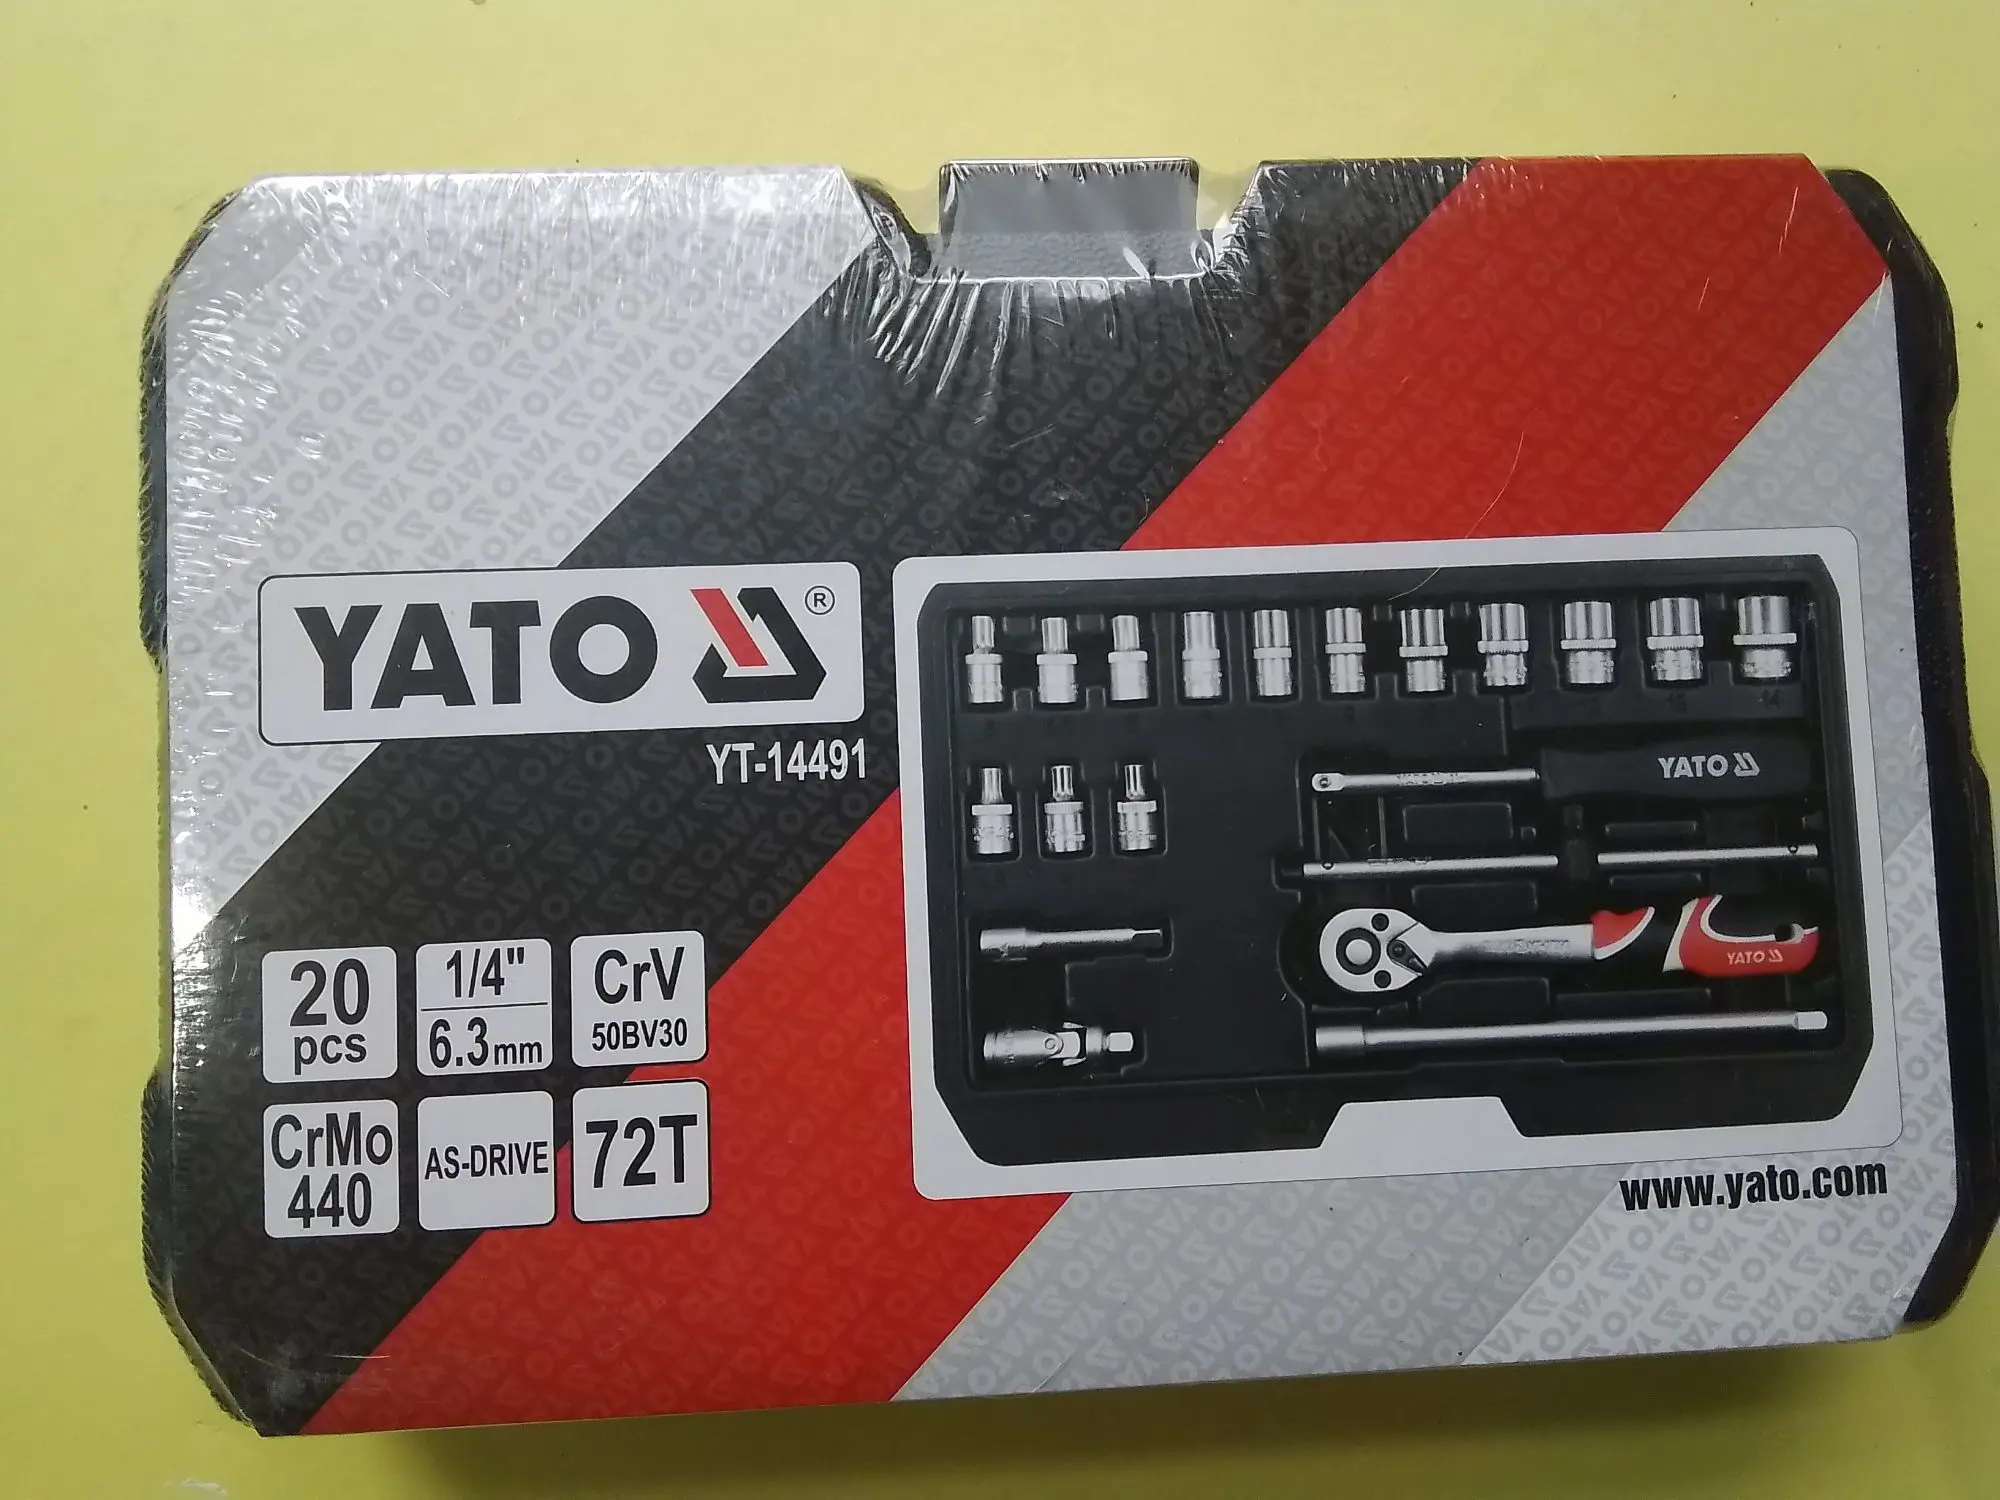 YATO ®
YT-14491
20
pcs
1/4"
6.3mm
CrV
50BV30
CrMo
440
AS-DRIVE
72T
14
YATO
YATO
www.yato.com